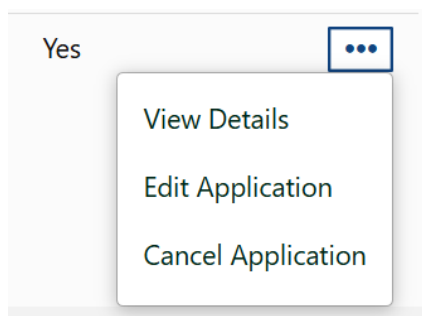 Yes
•••
View Details
Edit Application
Cancel Application